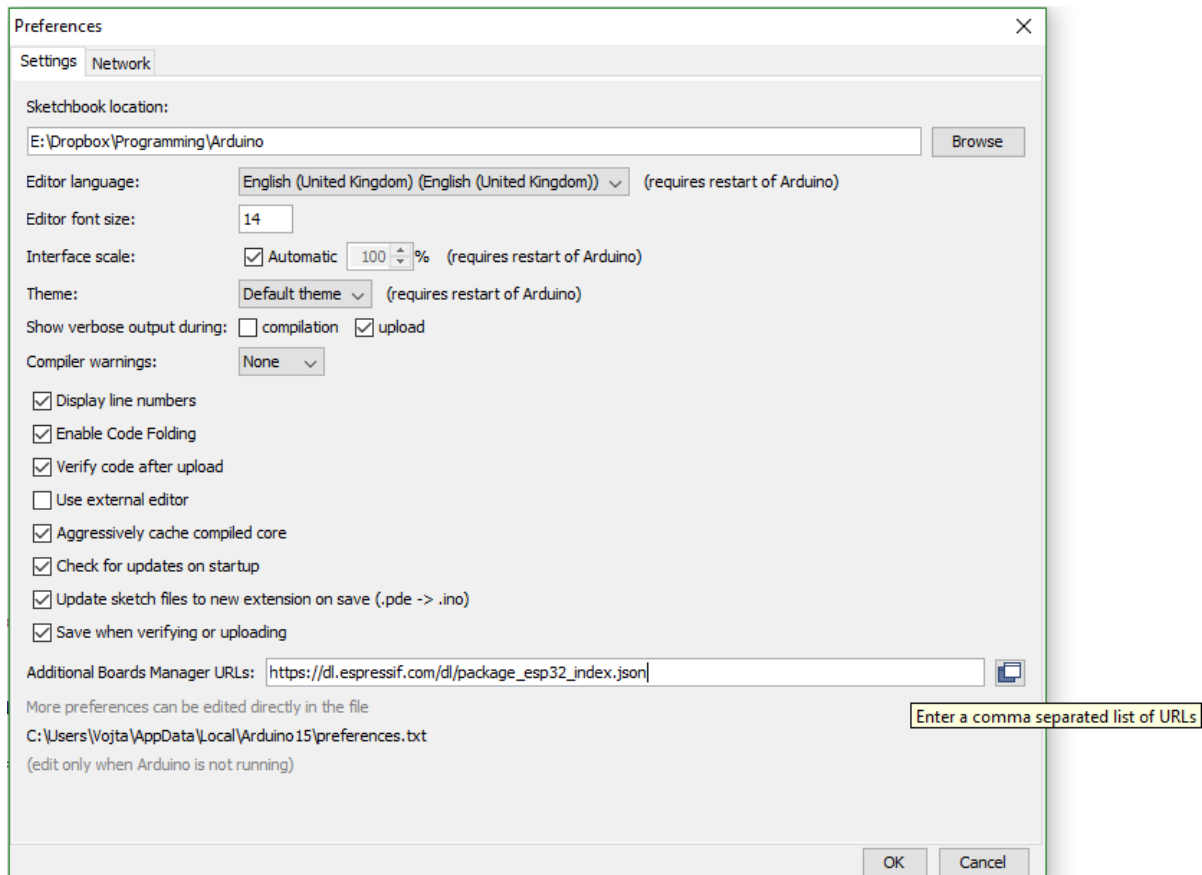 Preferences
Settings Network
Sketchbook location:
E:\Dropbox\Programming\Arduino Browse
Editor language: English (United Kingdom) (English (United Kingdom)) (requires restart of Arduino)
Editor font size: 14
Interface scale: Automatic 100 % (requires restart of Arduino)
Theme: Default theme (requires restart of Arduino)
Show verbose output during: compilation upload
Compiler warnings: None
Display line numbers
Enable Code Folding
Verify code after upload
Use external editor
Aggressively cache compiled core
Check for updates on startup
Update sketch files to new extension on save (.pde -> .ino)
Save when verifying or uploading
Additional Boards Manager URLs: https://dl.espressif.com/dl/package_esp32_index.json
More preferences can be edited directly in the file
Enter a comma separated list of URLs
C:\Users\Vojta\AppData\Local\Arduino15\preferences.txt
(edit only when Arduino is not running)
OK Cancel